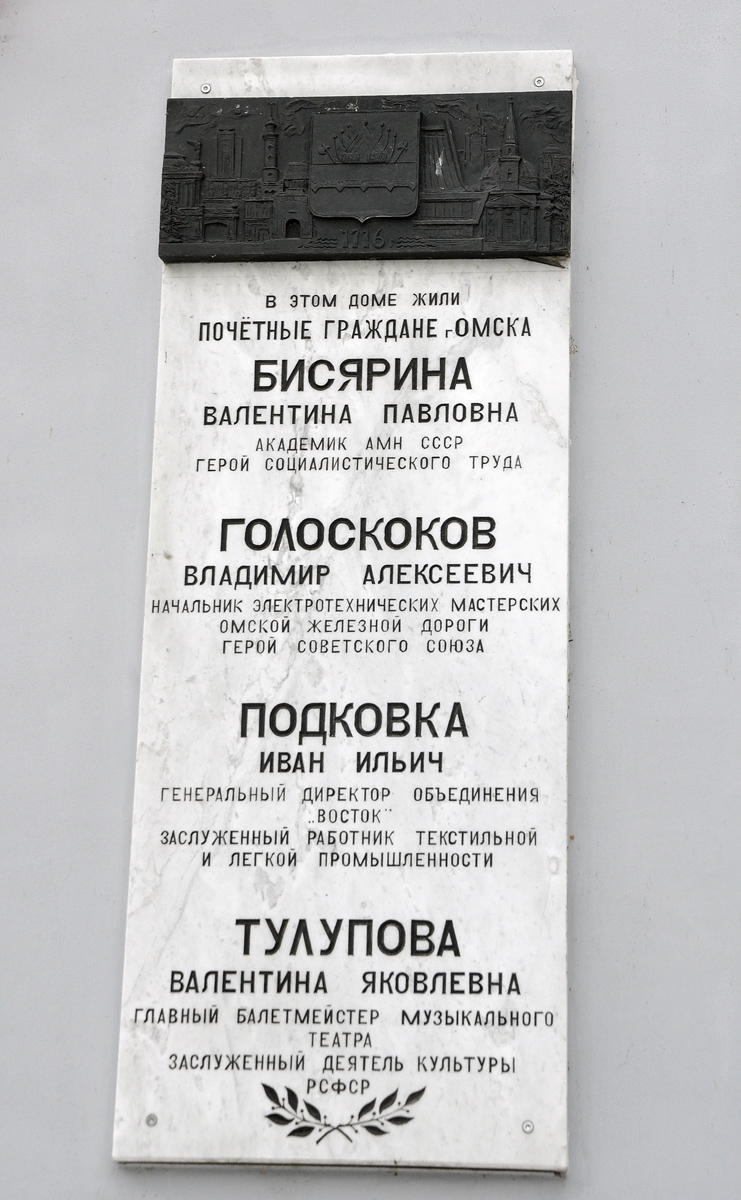 1716
В ЭТОМ ДОМЕ ЖИЛИ
ПОЧЁТНЫЕ ГРАЖДАНЕ г.ОМСКА
БИСЯРИНА
ВАЛЕНТИНА ПАВЛОВНА
АКАДЕМИК АМН СССР
ГЕРОЙ СОЦИАЛИСТИЧЕСКОГО ТРУДА
ГОЛОСКОКОВ
ВЛАДИМИР АЛЕКСЕЕВИЧ
НАЧАЛЬНИК ЭЛЕКТРОТЕХНИЧЕСКИХ МАСТЕРСКИХ
ОМСКОЙ ЖЕЛЕЗНОЙ ДОРОГИ
ГЕРОЙ СОВЕТСКОГО СОЮЗА
ПОДКОВКА
ИВАН ИЛЬИЧ
ГЕНЕРАЛЬНЫЙ ДИРЕКТОР ОБЪЕДИНЕНИЯ
„ВОСТОК"
ЗАСЛУЖЕННЫЙ РАБОТНИК ТЕКСТИЛЬНОЙ
И ЛЕГКОЙ ПРОМЫШЛЕННОСТИ
ТУЛУПОВА
ВАЛЕНТИНА ЯКОВЛЕВНА
ГЛАВНЫЙ БАЛЕТМЕЙСТЕР МУЗЫКАЛЬНОГО
ТЕАТРА
ЗАСЛУЖЕННЫЙ ДЕЯТЕЛЬ КУЛЬТУРЫ
РСФСР